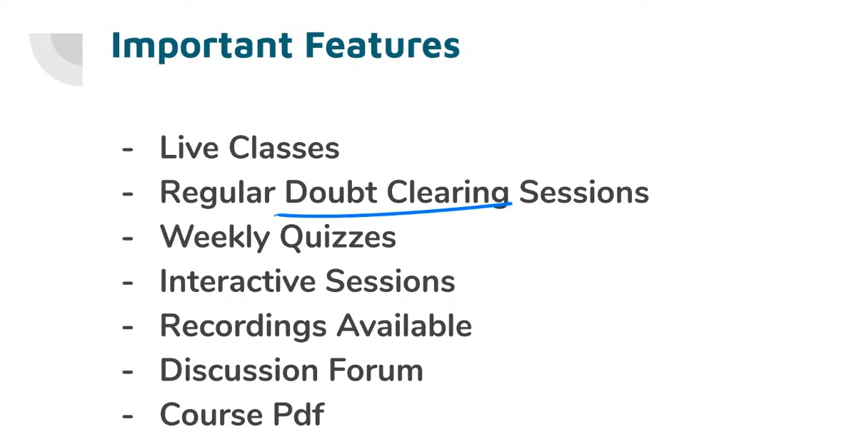 Important Features
- Live Classes
- Regular Doubt Clearing Sessions
- Weekly Quizzes
- Interactive Sessions
- Recordings Available
- Discussion Forum
- Course Pdf